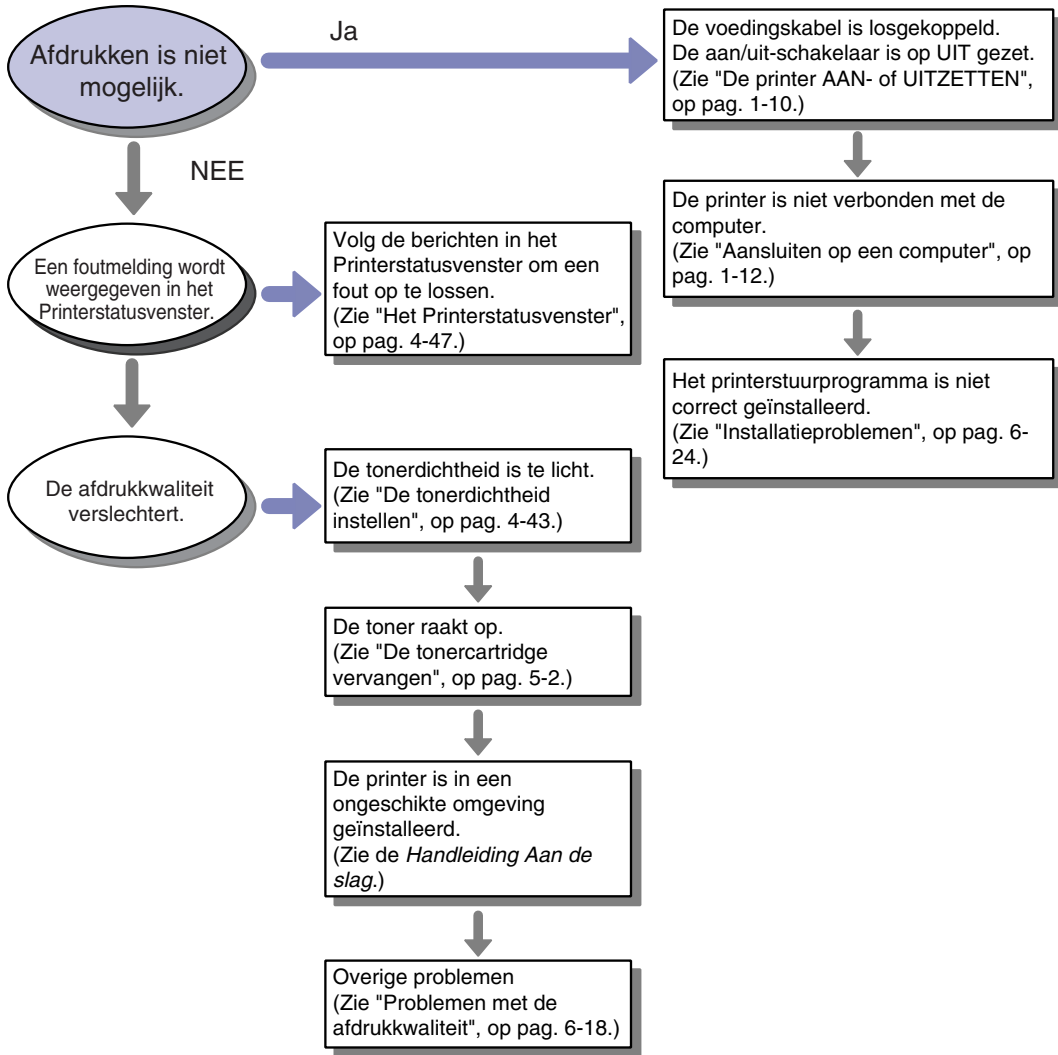 Afdrukken is niet
mogelijk.
Ja
De voedingskabel is losgekoppeld.
De aan/uit-schakelaar is op UIT gezet.
(Zie "De printer AAN- of UITZETTEN",
op pag. 1-10.)
NEE
De printer is niet verbonden met de
computer.
(Zie "Aansluiten op een computer", op
pag. 1-12.)
Het printerstuurprogramma is niet
correct geïnstalleerd.
(Zie "Installatieproblemen", op pag. 6-
24.)
Een foutmelding wordt
weergegeven in het
Printerstatusvenster.
Volg de berichten in het
Printerstatusvenster om een
fout op te lossen.
(Zie "Het Printerstatusvenster",
op pag. 4-47.)
De afdrukkwaliteit
verslechtert.
De tonerdichtheid is te licht.
(Zie "De tonerdichtheid
instellen", op pag. 4-43.)
De toner raakt op.
(Zie "De tonercartridge
vervangen", op pag. 5-2.)
De printer is in een
ongeschikte omgeving
geïnstalleerd.
(Zie de Handleiding Aan de
slag.)
Overige problemen
(Zie "Problemen met de
afdrukkwaliteit", op pag. 6-18.)